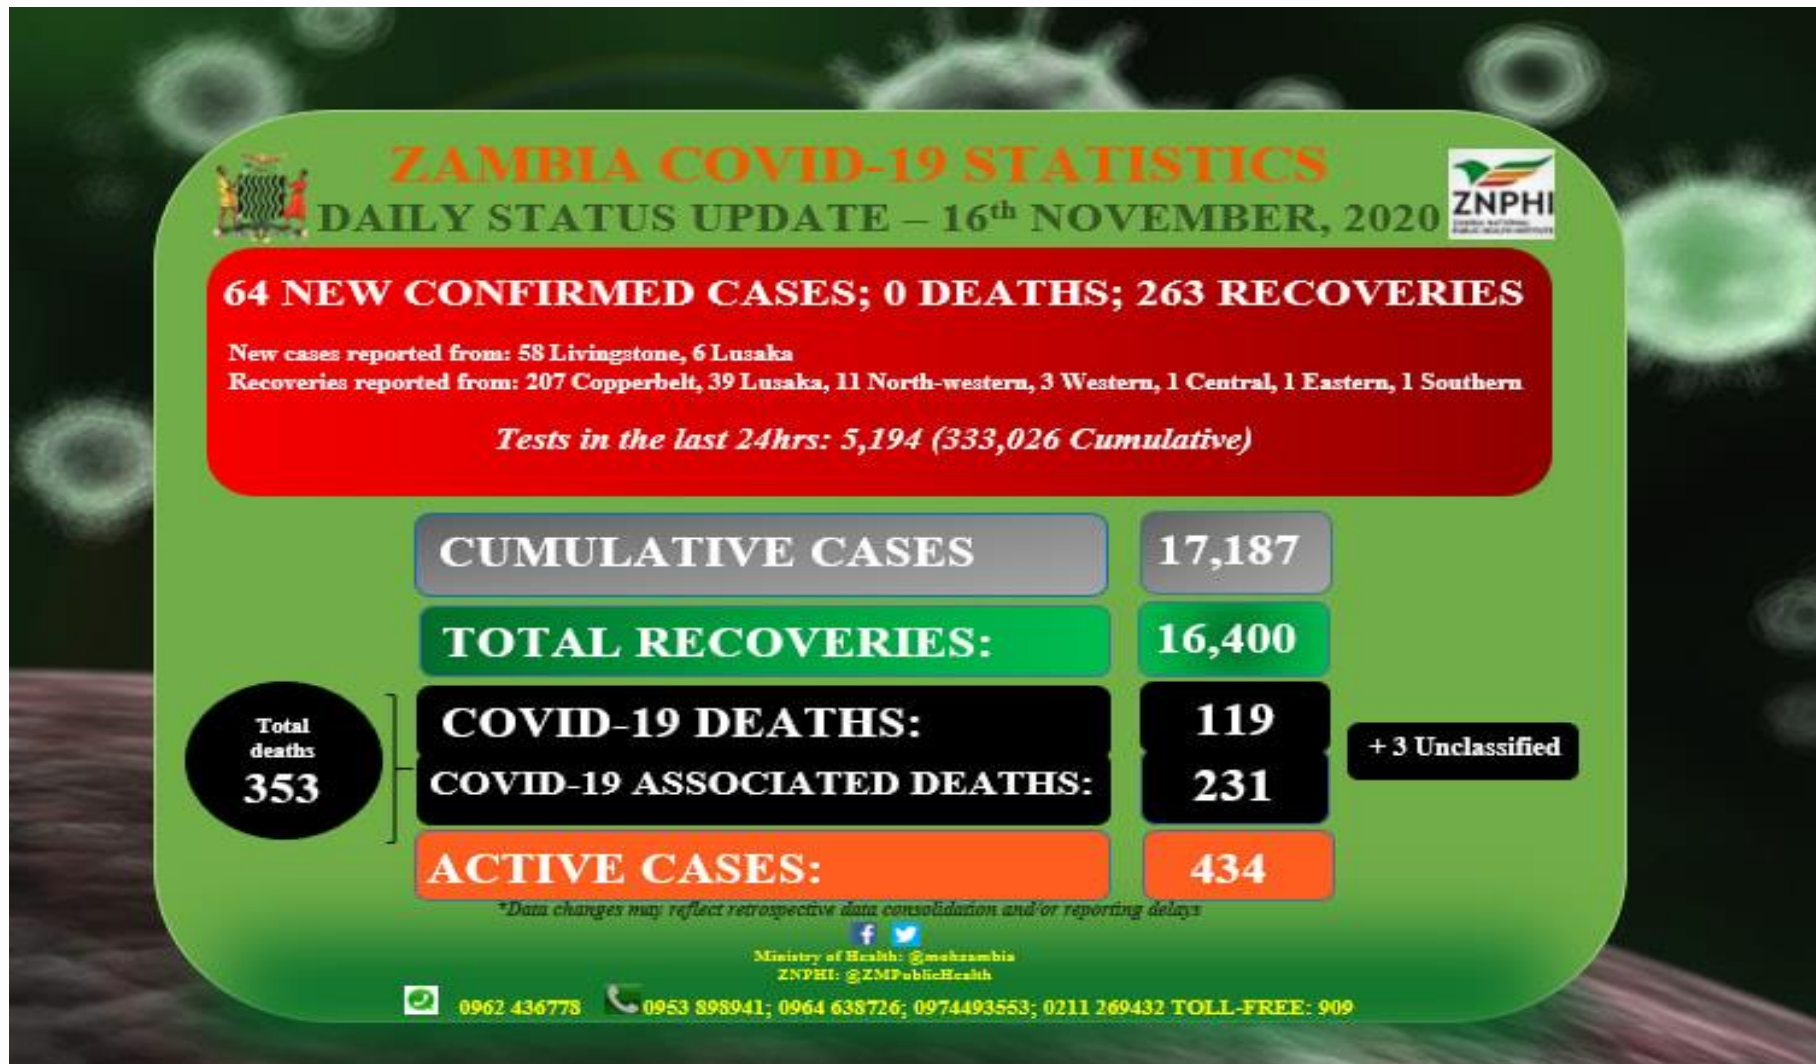 ZAMBIA COVID-19 STATISTICS
DAILY STATUS UPDATE – 16th NOVEMBER, 2020
ZNPHI
64 NEW CONFIRMED CASES; 0 DEATHS; 263 RECOVERIES
New cases reported from: 58 Livingstone, 6 Lusaka
Recoveries reported from: 207 Copperbelt, 39 Lusaka, 11 North-western, 3 Western, 1 Central, 1 Eastern, 1 Southern
Tests in the last 24hrs: 5,194 (333,026 Cumulative)
CUMULATIVE CASES 17,187
TOTAL RECOVERIES: 16,400
Total
deaths
353
COVID-19 DEATHS: 119
COVID-19 ASSOCIATED DEATHS: 231
+ 3 Unclassified
ACTIVE CASES: 434
*Data changes may reflect retrospective data consolidation and/or reporting delays
Ministry of Health: @mohzambia
ZNPHI: @ZMPublicHealth
0962 436778 0953 898941; 0964 638726; 0974493553; 0211 269432 TOLL-FREE: 909